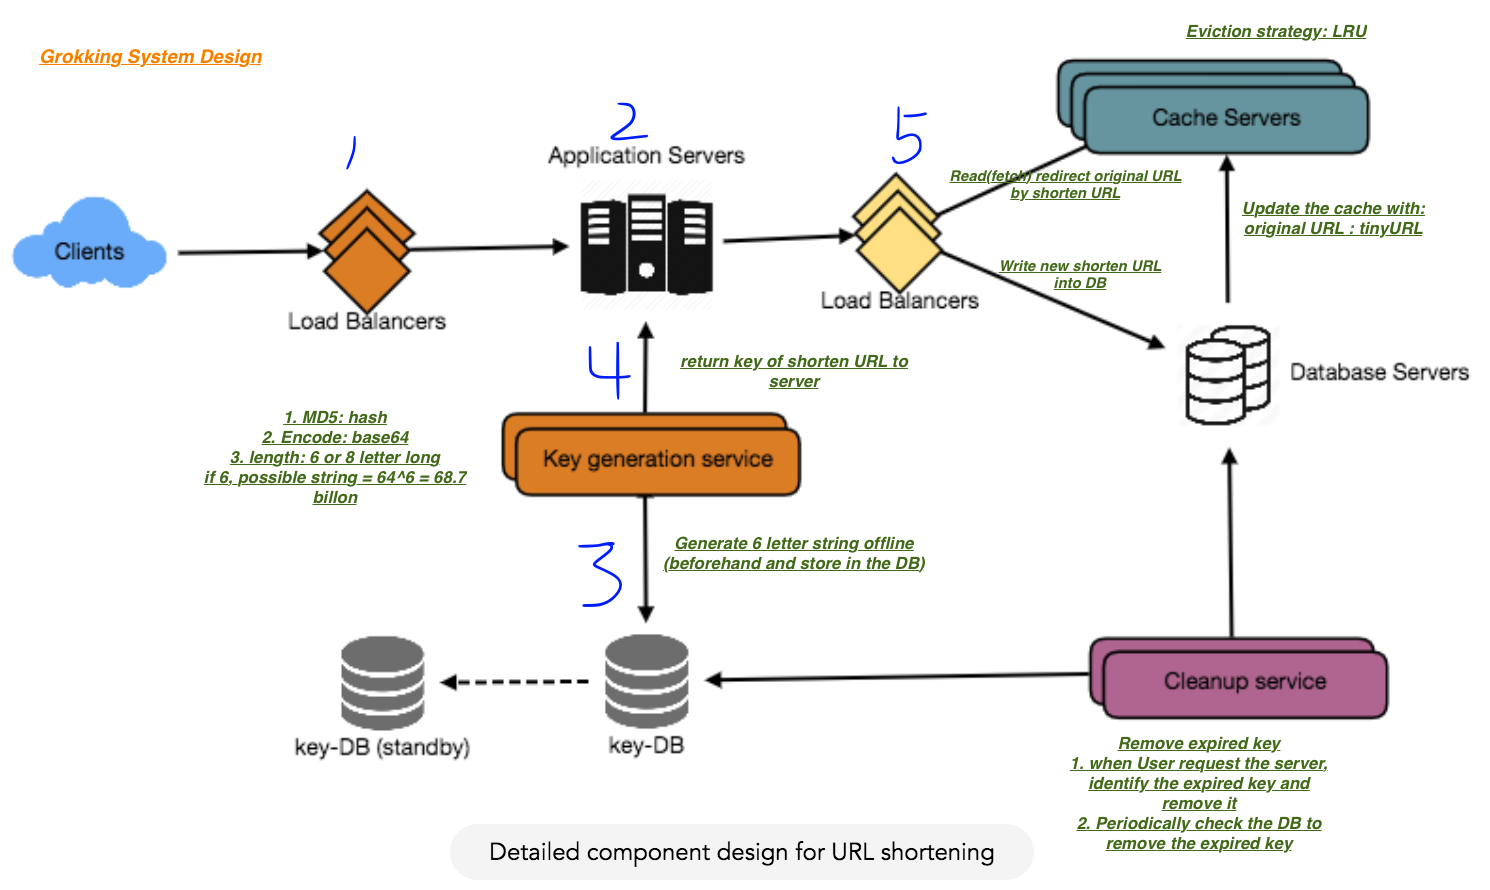 Eviction strategy: LRU
Grokking System Design
Cache Servers
1
2
5
Application Servers
Read(fetch) redirect original URL
by shorten URL
Update the cache with:
original URL : tinyURL
Clients
Write new shorten URL
into DB
Load Balancers
Load Balancers
4
return key of shorten URL to
server
Database Servers
1. MD5: hash
2. Encode: base64
3. length: 6 or 8 letter long
if 6, possible string = 64^6 = 68.7
billon
Key generation service
3
Generate 6 letter string offline
(beforehand and store in the DB)
Cleanup service
key-DB (standby)
key-DB
Remove expired key
1. when User request the server,
identify the expired key and
remove it
2. Periodically check the DB to
remove the expired key
Detailed component design for URL shortening